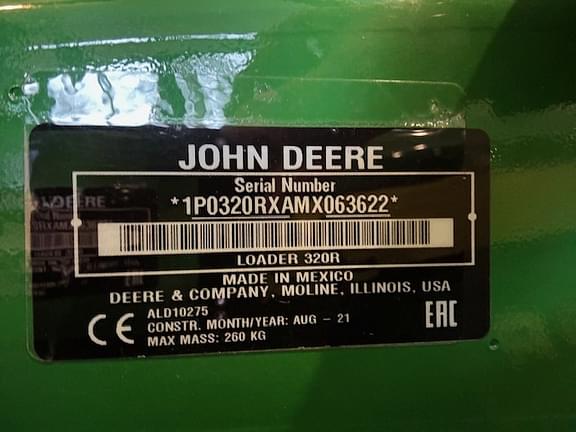 JOHN DEERE
Serial Number
*1P0320RXAMX063622*
LOADER 320R
MADE IN MEXICO
DEERE & COMPANY, MOLINE, ILLINOIS, USA
CE
ALD10275
CONSTR. MONTH/YEAR: AUG - 21
MAX MASS: 260 KG
EAC